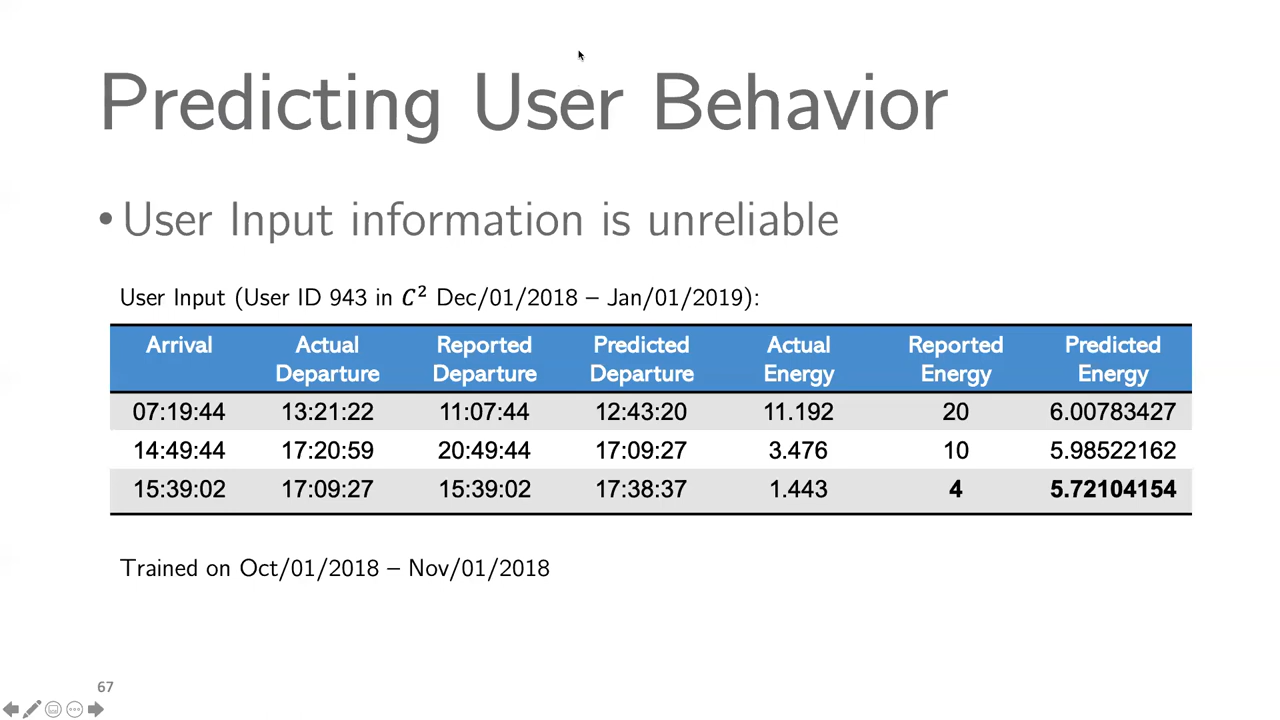 Predicting User Behavior
• User Input information is unreliable
User Input (User ID 943 in C² Dec/01/2018 – Jan/01/2019):
Arrival Actual Departure Reported Departure Predicted Departure Actual Energy Reported Energy Predicted Energy
07:19:44 13:21:22 11:07:44 12:43:20 11.192 20 6.00783427
14:49:44 17:20:59 20:49:44 17:09:27 3.476 10 5.98522162
15:39:02 17:09:27 15:39:02 17:38:37 1.443 4 5.72104154
Trained on Oct/01/2018 – Nov/01/2018
67